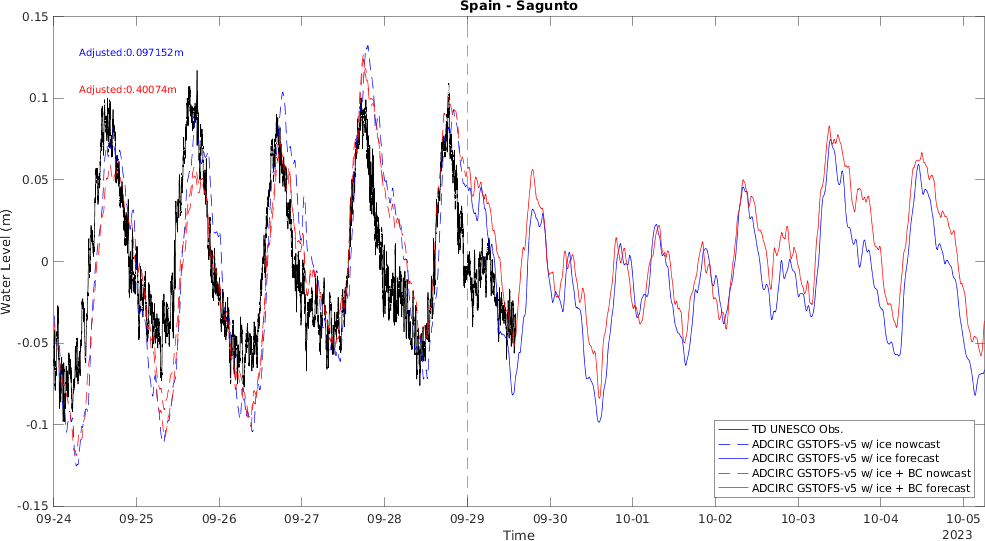 Spain - Sagunto
0.15
0.1
0.05
0
-0.05
-0.1
-0.15
Water Level (m)
Adjusted:0.097152m
Adjusted:0.40074m
TD UNESCO Obs.
ADCIRC GSTOFS-v5 w/ ice nowcast
ADCIRC GSTOFS-v5 w/ ice forecast
ADCIRC GSTOFS-v5 w/ ice + BC nowcast
ADCIRC GSTOFS-v5 w/ ice + BC forecast
09-24 09-25 09-26 09-27 09-28 09-29 09-30 10-01 10-02 10-03 10-04 10-05
Time
2023